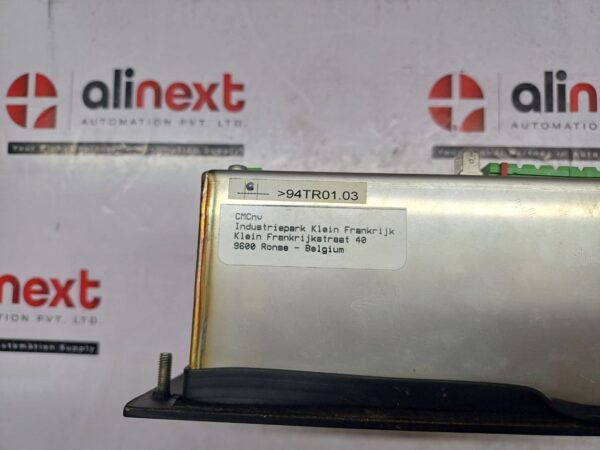 alinext
AUTOMATION PVT. LTD.
alinext
AUTOMATION
>94TR01.03
CMCnv
Industriepark Klein Frankrijk
Klein Frankrijkstraat 40
9600 Ronse - Belgium
next
ION PVT. LTD.
Automation Supply